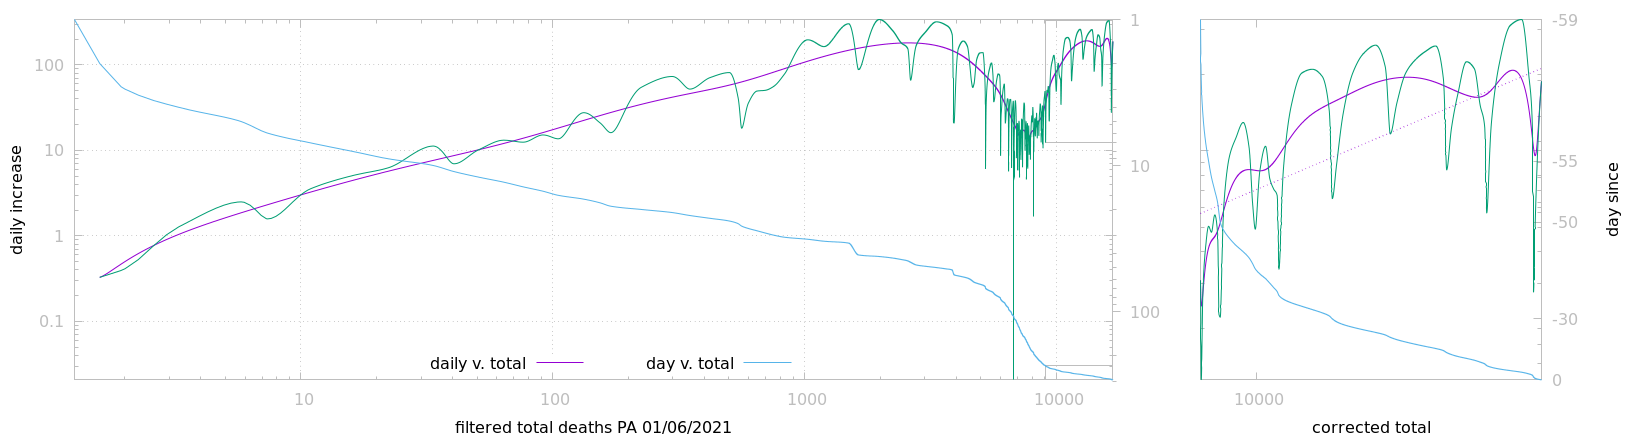 daily increase
100
10
1
0.1
daily v. total
day v. total
10
100
1000
10000
filtered total deaths PA 01/06/2021
1
10
100
10000
corrected total
-59
-55
-50
-30
0
day since